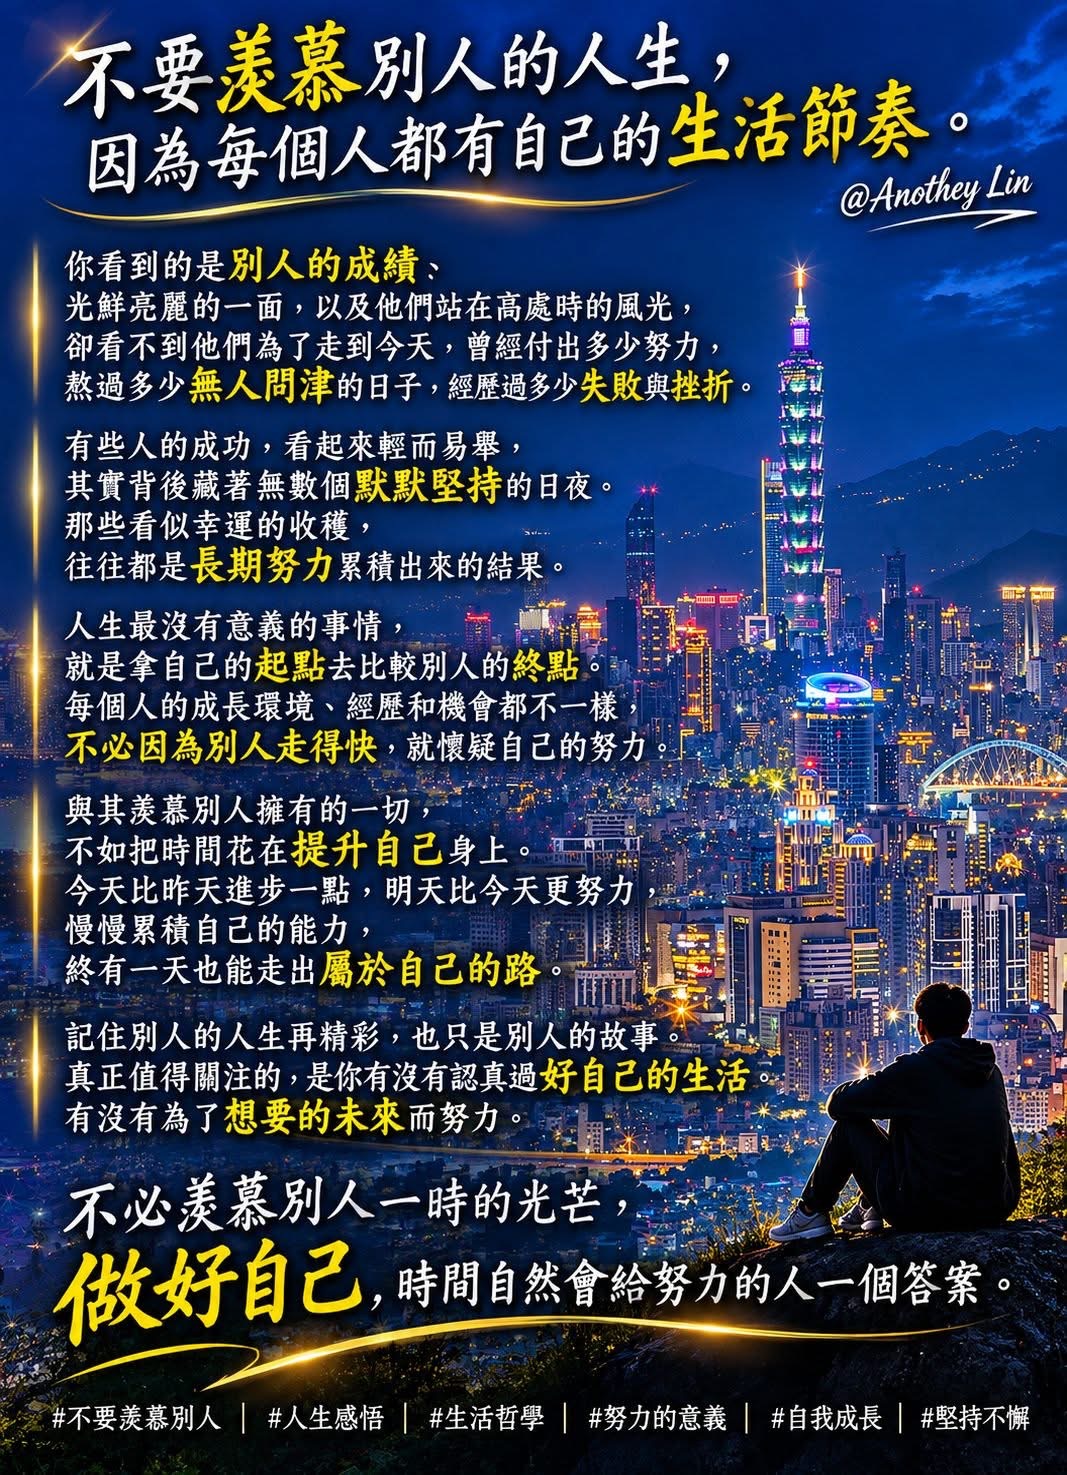 不要羨慕別人的人生，
因為每個人都有自己的生活節奏。
@Anothey Lin
你看到的是別人的成績、
光鮮亮麗的一面，以及他們站在高處時的風光，
卻看不到他們為了走到今天，曾經付出多少努力，
熬過多少無人問津的日子，經歷過多少失敗與挫折。
有些人的成功，看起來輕而易舉，
其實背後藏著無數個默默堅持的日夜。
那些看似幸運的收穫，
往往都是長期努力累積出來的結果。
人生最沒有意義的事情，
就是拿自己的起點去比較別人的終點。
每個人的成長環境、經歷和機會都不一樣，
不必因為別人走得快，就懷疑自己的努力。
與其羨慕別人擁有的一切，
不如把時間花在提升自己身上。
今天比昨天進步一點，明天比今天更努力，
慢慢累積自己的能力，
終有一天也能走出屬於自己的路。
記住別人的人生再精彩，也只是別人的故事。
真正值得關注的，是你有沒有認真過好自己的生活。
有沒有為了想要的未來而努力。
不必羨慕別人一時的光芒，
做好自己，時間自然會給努力的人一個答案。
#不要羨慕別人 | #人生感悟 | #生活哲學 | #努力的意義 | #自我成長 | #堅持不懈